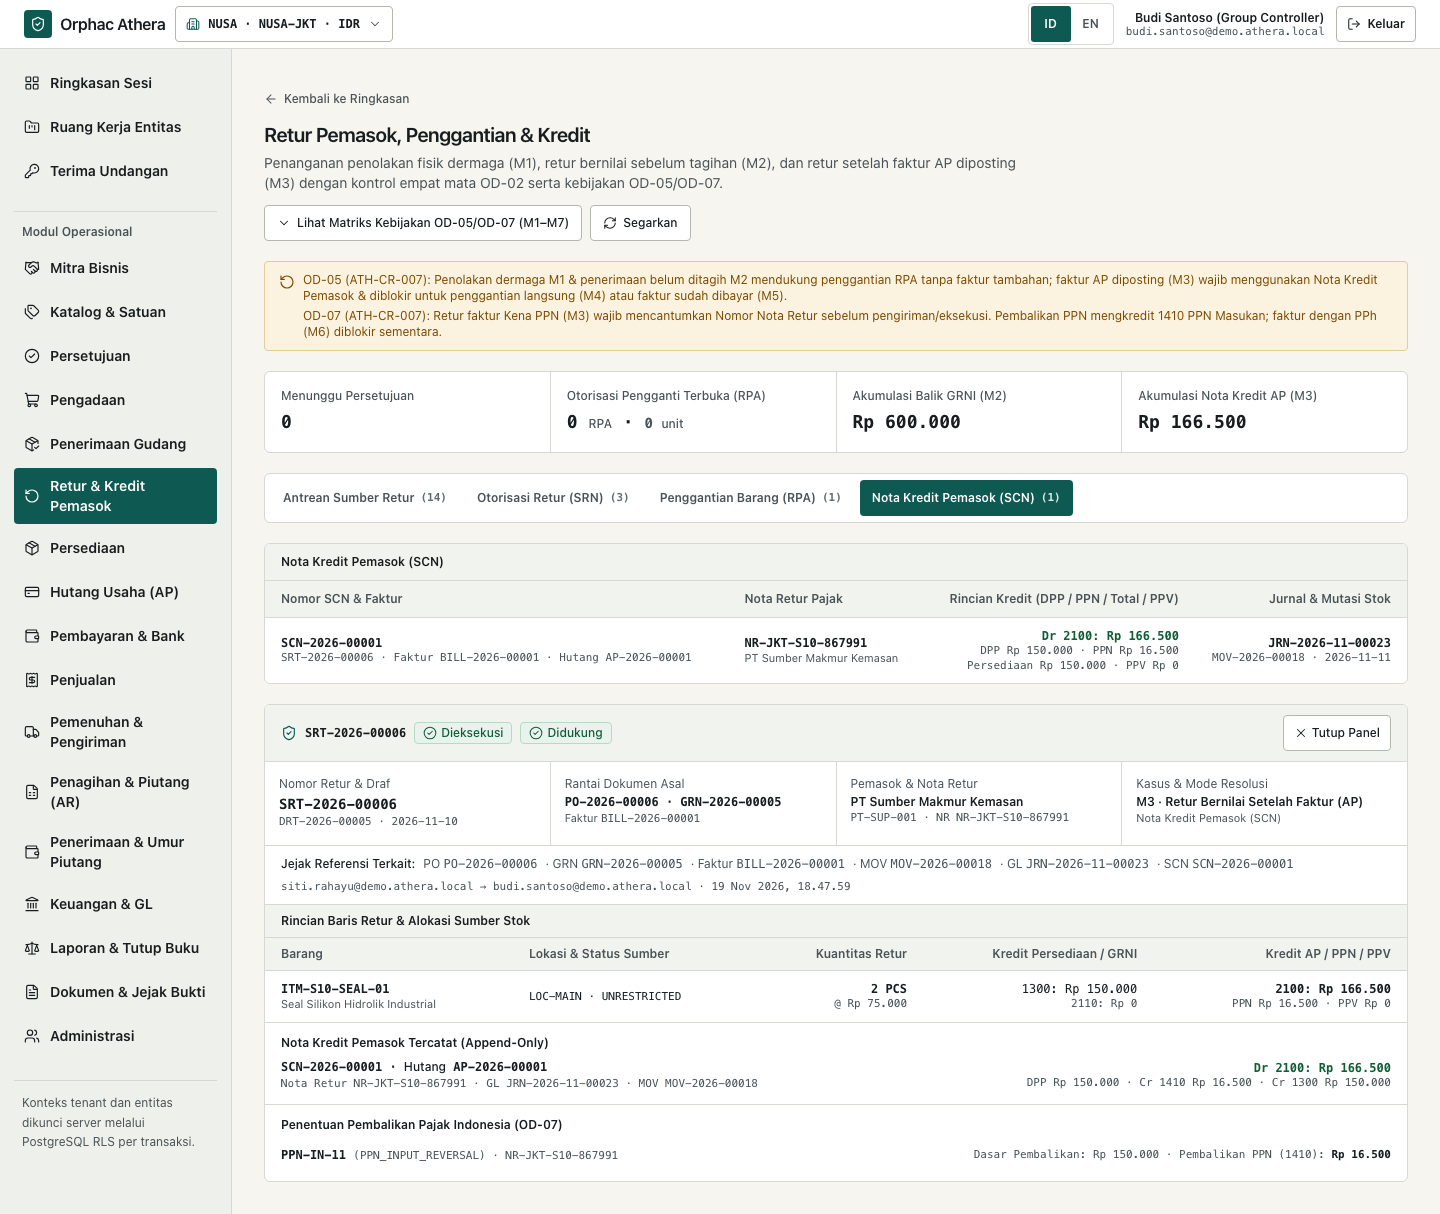 Orphac Athera
NUSA · NUSA-JKT · IDR
ID
EN
Budi Santoso (Group Controller)
budi.santoso@demo.athera.local
Keluar
Ringkasan Sesi
Ruang Kerja Entitas
Terima Undangan
Modul Operasional
Mitra Bisnis
Katalog & Satuan
Persetujuan
Pengadaan
Penerimaan Gudang
Retur & Kredit
Pemasok
Persediaan
Hutang Usaha (AP)
Pembayaran & Bank
Penjualan
Pemenuhan &
Pengiriman
Penagihan & Piutang
(AR)
Penerimaan & Umur
Piutang
Keuangan & GL
Laporan & Tutup Buku
Dokumen & Jejak Bukti
Administrasi
Konteks tenant dan entitas
dikunci server melalui
PostgreSQL RLS per transaksi.
Kembali ke Ringkasan
Retur Pemasok, Penggantian & Kredit
Penanganan penolakan fisik dermaga (M1), retur bernilai sebelum tagihan (M2), dan retur setelah faktur AP diposting
(M3) dengan kontrol empat mata OD-02 serta kebijakan OD-05/OD-07.
Lihat Matriks Kebijakan OD-05/OD-07 (M1–M7)
Segarkan
OD-05 (ATH-CR-007): Penolakan dermaga M1 & penerimaan belum ditagih M2 mendukung penggantian RPA tanpa faktur tambahan; faktur AP diposting (M3) wajib menggunakan Nota Kredit
Pemasok & diblokir untuk penggantian langsung (M4) atau faktur sudah dibayar (M5).
OD-07 (ATH-CR-007): Retur faktur Kena PPN (M3) wajib mencantumkan Nomor Nota Retur sebelum pengiriman/eksekusi. Pembalikan PPN mengkredit 1410 PPN Masukan; faktur dengan PPh
(M6) diblokir sementara.
Menunggu Persetujuan
0
Otorisasi Pengganti Terbuka (RPA)
0 RPA · 0 unit
Akumulasi Balik GRNI (M2)
Rp 600.000
Akumulasi Nota Kredit AP (M3)
Rp 166.500
Antrean Sumber Retur (14)
Otorisasi Retur (SRN) (3)
Penggantian Barang (RPA) (1)
Nota Kredit Pemasok (SCN) (1)
Nota Kredit Pemasok (SCN)
Nomor SCN & Faktur
Nota Retur Pajak
Rincian Kredit (DPP / PPN / Total / PPV)
Jurnal & Mutasi Stok
SCN-2026-00001
SRT-2026-00006 · Faktur BILL-2026-00001 · Hutang AP-2026-00001
NR-JKT-S10-867991
PT Sumber Makmur Kemasan
Dr 2100: Rp 166.500
DPP Rp 150.000 · PPN Rp 16.500
Persediaan Rp 150.000 · PPV Rp 0
JRN-2026-11-00023
MOV-2026-00018 · 2026-11-11
SRT-2026-00006
Dieksekusi
Didukung
Tutup Panel
Nomor Retur & Draf
SRT-2026-00006
DRT-2026-00005 · 2026-11-10
Rantai Dokumen Asal
PO-2026-00006 · GRN-2026-00005
Faktur BILL-2026-00001
Pemasok & Nota Retur
PT Sumber Makmur Kemasan
PT-SUP-001 · NR NR-JKT-S10-867991
Kasus & Mode Resolusi
M3 · Retur Bernilai Setelah Faktur (AP)
Nota Kredit Pemasok (SCN)
Jejak Referensi Terkait: PO PO-2026-00006 · GRN GRN-2026-00005 · Faktur BILL-2026-00001 · MOV MOV-2026-00018 · GL JRN-2026-11-00023 · SCN SCN-2026-00001
siti.rahayu@demo.athera.local → budi.santoso@demo.athera.local · 19 Nov 2026, 18.47.59
Rincian Baris Retur & Alokasi Sumber Stok
Barang
Lokasi & Status Sumber
Kuantitas Retur
Kredit Persediaan / GRNI
Kredit AP / PPN / PPV
ITM-S10-SEAL-01
Seal Silikon Hidrolik Industrial
LOC-MAIN · UNRESTRICTED
2 PCS
@ Rp 75.000
1300: Rp 150.000
2110: Rp 0
2100: Rp 166.500
PPN Rp 16.500 · PPV Rp 0
Nota Kredit Pemasok Tercatat (Append-Only)
SCN-2026-00001 · Hutang AP-2026-00001
Nota Retur NR-JKT-S10-867991 · GL JRN-2026-11-00023 · MOV MOV-2026-00018
Dr 2100: Rp 166.500
DPP Rp 150.000 · Cr 1410 Rp 16.500 · Cr 1300 Rp 150.000
Penentuan Pembalikan Pajak Indonesia (OD-07)
PPN-IN-11 (PPN_INPUT_REVERSAL) · NR-JKT-S10-867991
Dasar Pembalikan: Rp 150.000 · Pembalikan PPN (1410): Rp 16.500